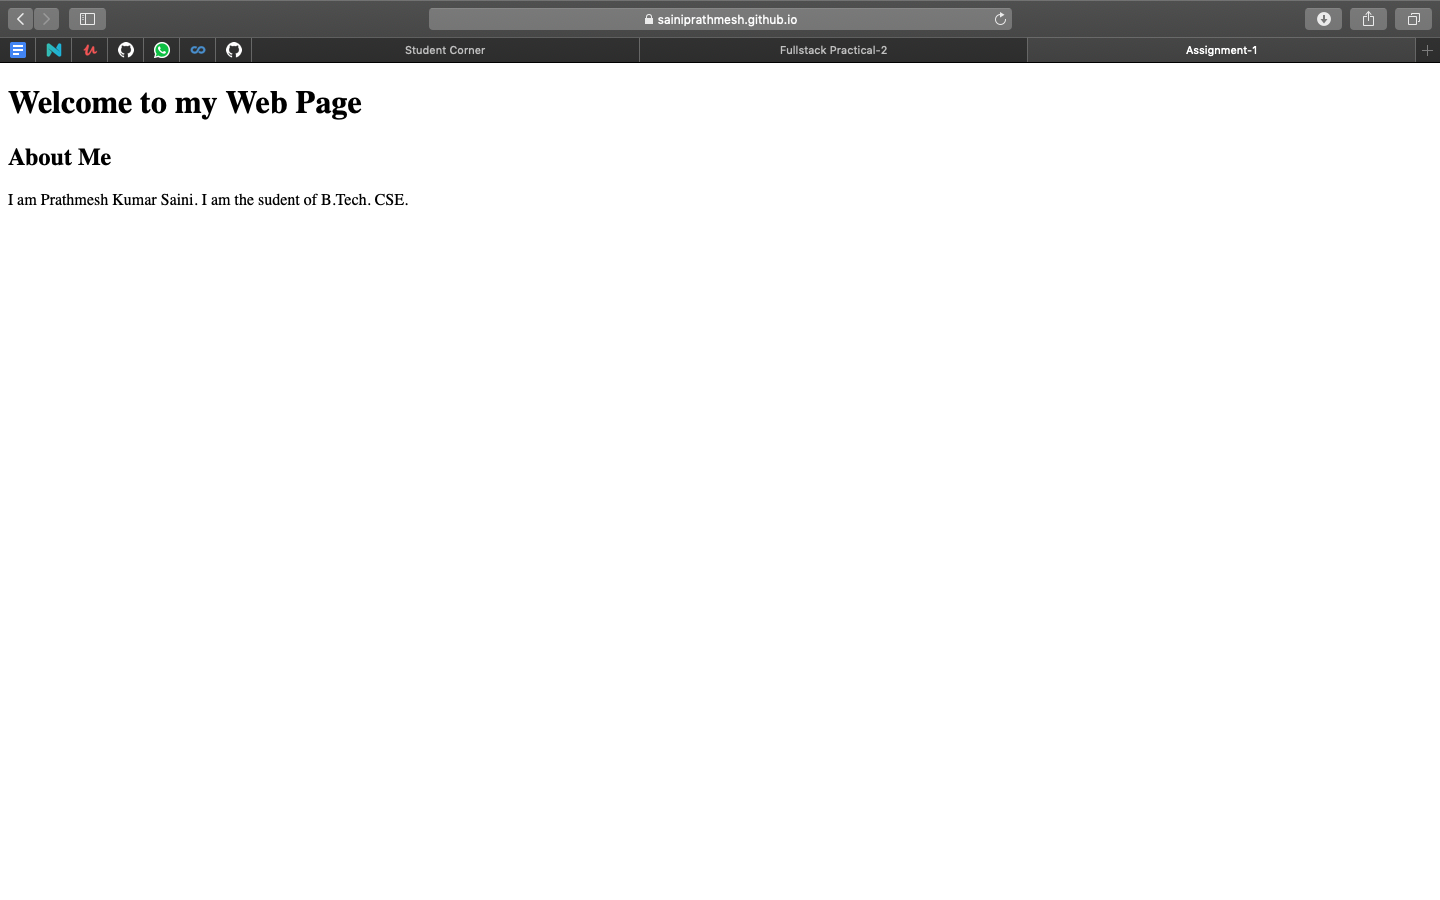 sainiprathmesh.github.io
Student Corner
Fullstack Practical-2
Assignment-1
Welcome to my Web Page
About Me
I am Prathmesh Kumar Saini. I am the sudent of B.Tech. CSE.